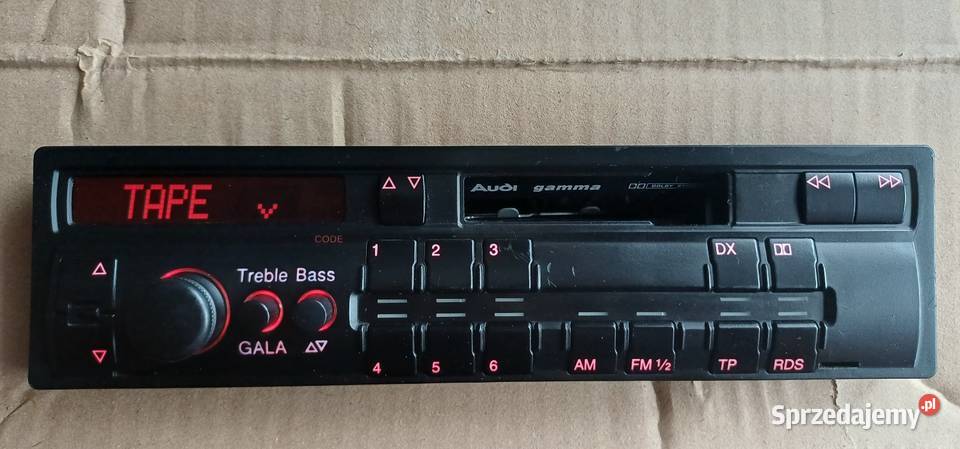 TAPE
Audi gamma DOLBY
CODE
1 2 3 DX
Treble Bass
GALA
4 5 6 AM FM 1/2 TP RDS
Sprzedajemy.pl